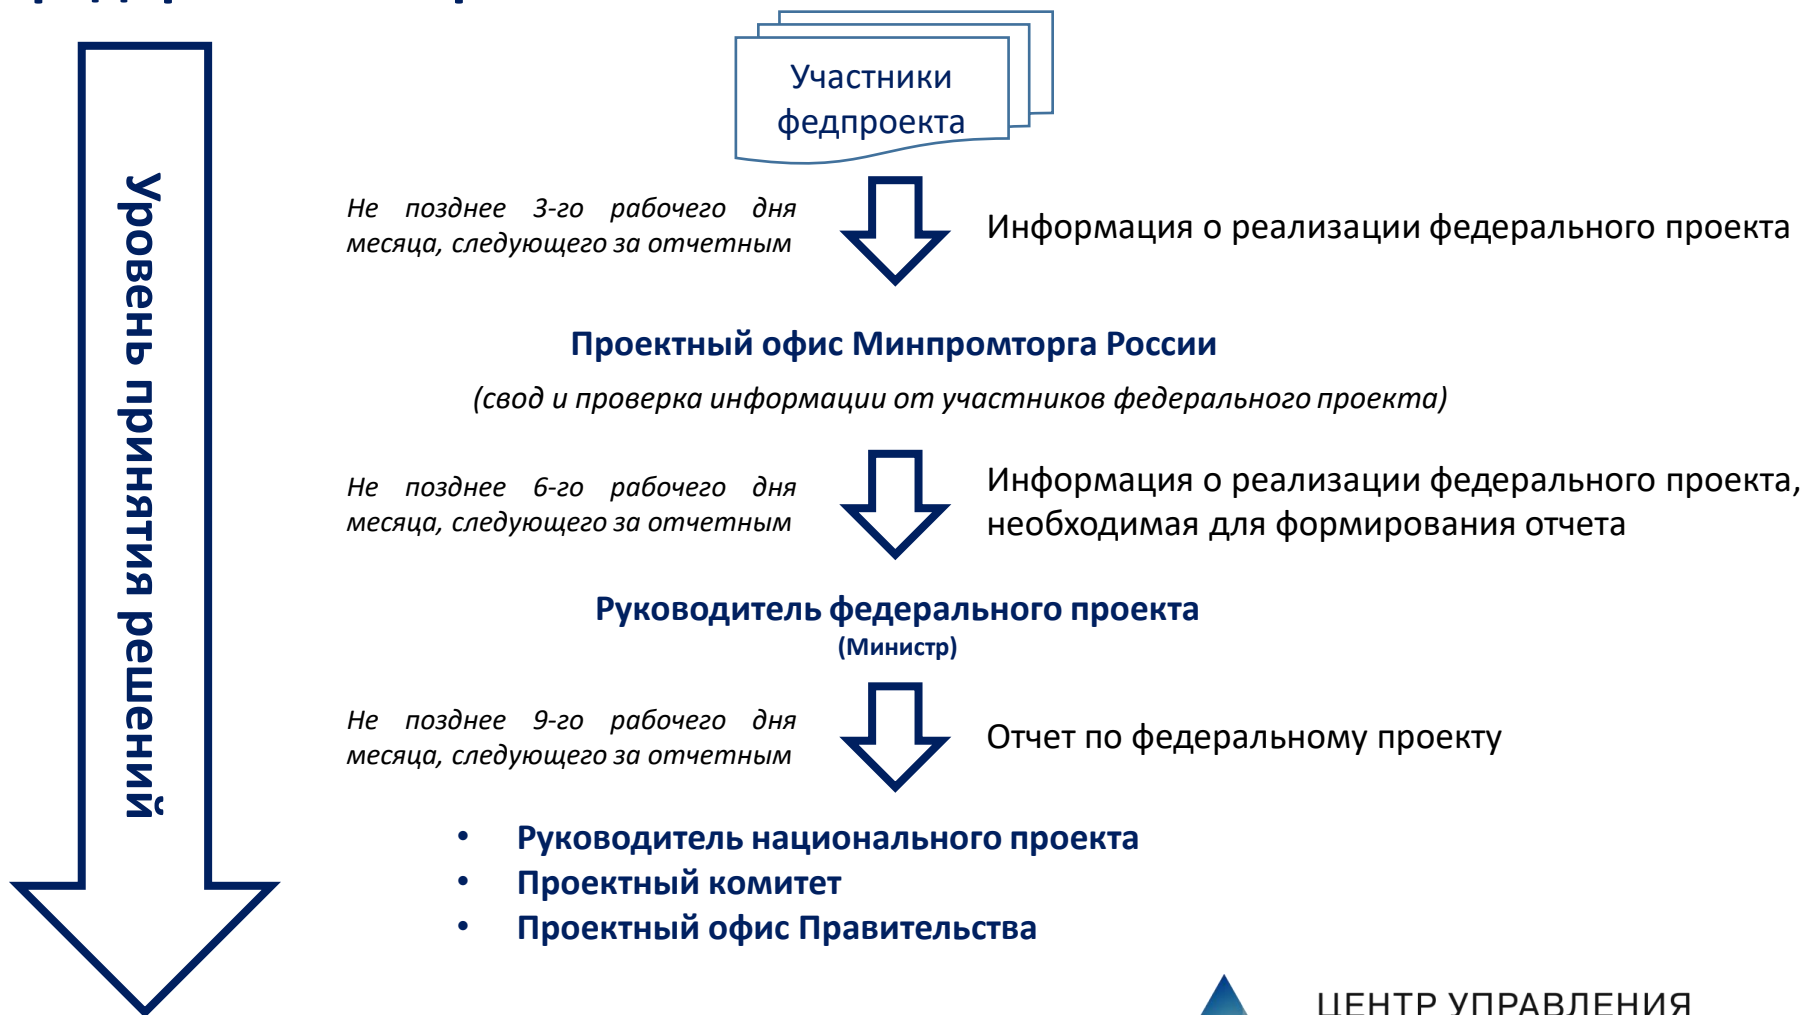 Участники
федпроекта
Уровень принятия решений
Не позднее 3-го рабочего дня
месяца, следующего за отчетным
Информация о реализации федерального проекта
Проектный офис Минпромторга России
(свод и проверка информации от участников федерального проекта)
Не позднее 6-го рабочего дня
месяца, следующего за отчетным
Информация о реализации федерального проекта,
необходимая для формирования отчета
Руководитель федерального проекта
(Министр)
Не позднее 9-го рабочего дня
месяца, следующего за отчетным
Отчет по федеральному проекту
• Руководитель национального проекта
• Проектный комитет
• Проектный офис Правительства
ЦЕНТР УПРАВЛЕНИЯ